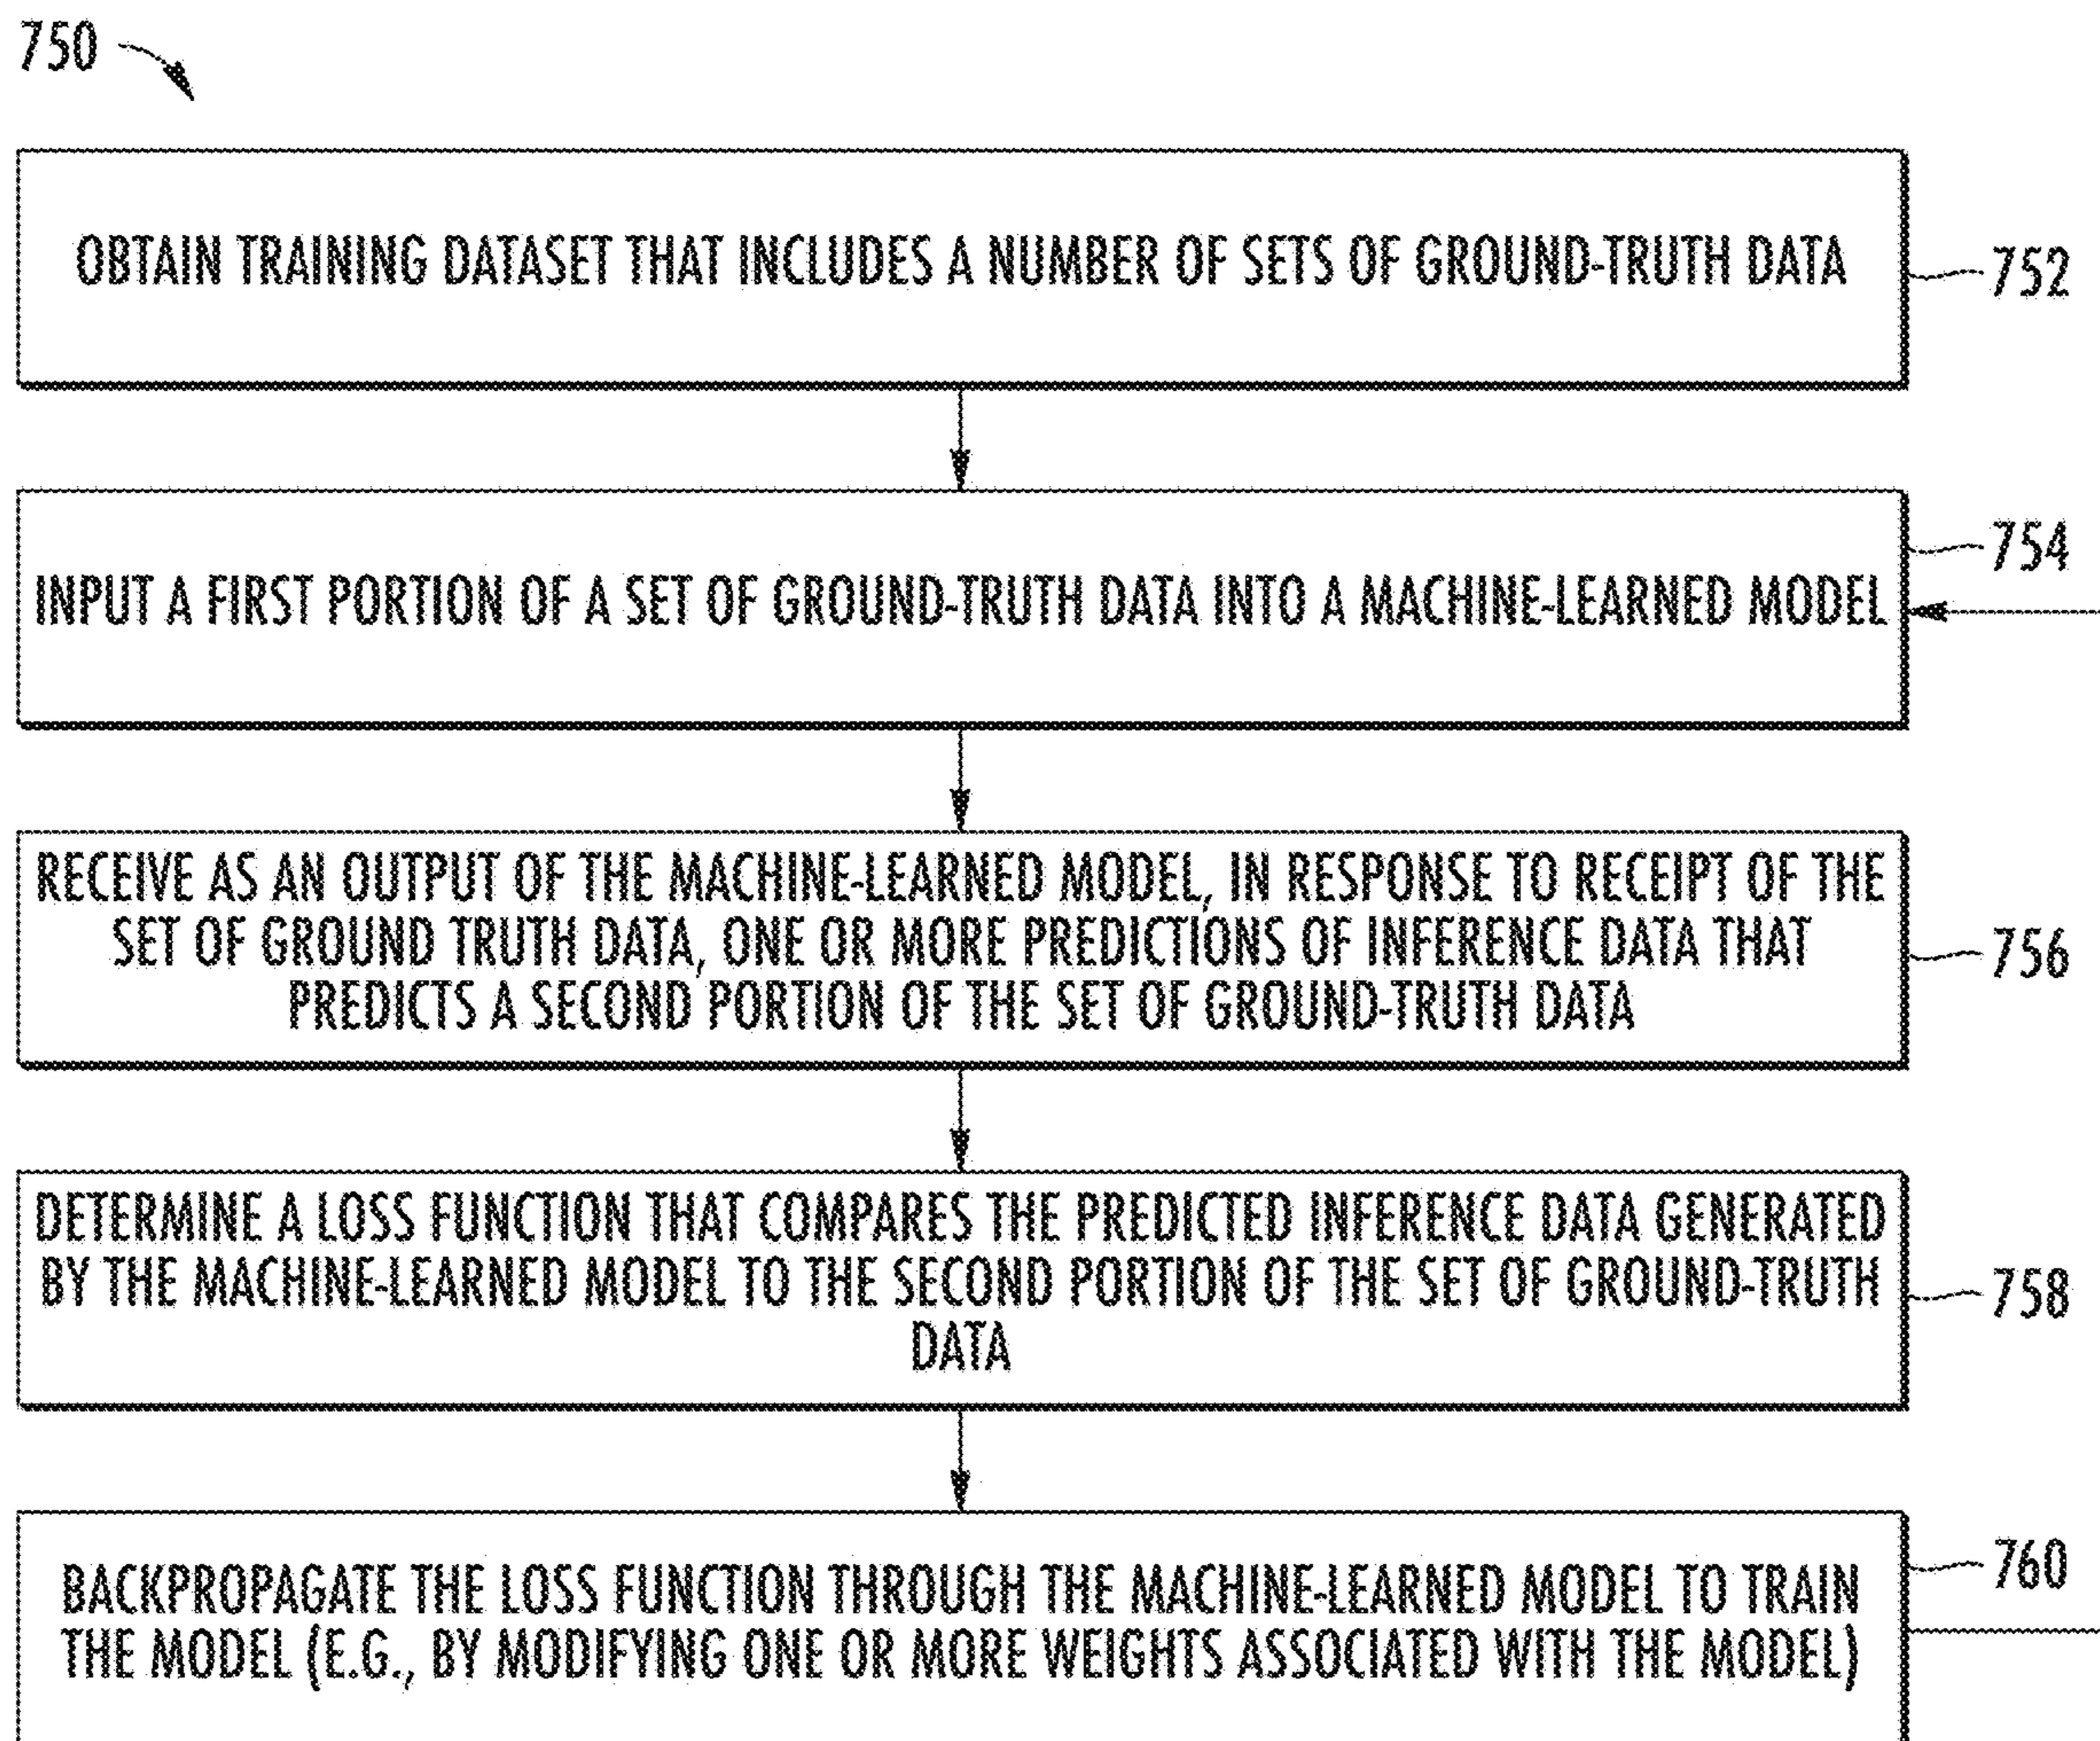 750
OBTAIN TRAINING DATASET THAT INCLUDES A NUMBER OF SETS OF GROUND-TRUTH DATA
752
754
INPUT A FIRST PORTION OF A SET OF GROUND-TRUTH DATA INTO A MACHINE-LEARNED MODEL
RECEIVE AS AN OUTPUT OF THE MACHINE-LEARNED MODEL, IN RESPONSE TO RECEIPT OF THE
SET OF GROUND TRUTH DATA, ONE OR MORE PREDICTIONS OF INFERENCE DATA THAT
PREDICTS A SECOND PORTION OF THE SET OF GROUND-TRUTH DATA
756
DETERMINE A LOSS FUNCTION THAT COMPARES THE PREDICTED INFERENCE DATA GENERATED
BY THE MACHINE-LEARNED MODEL TO THE SECOND PORTION OF THE SET OF GROUND-TRUTH
DATA
758
760
BACKPROPAGATE THE LOSS FUNCTION THROUGH THE MACHINE-LEARNED MODEL TO TRAIN
THE MODEL (E.G., BY MODIFYING ONE OR MORE WEIGHTS ASSOCIATED WITH THE MODEL)